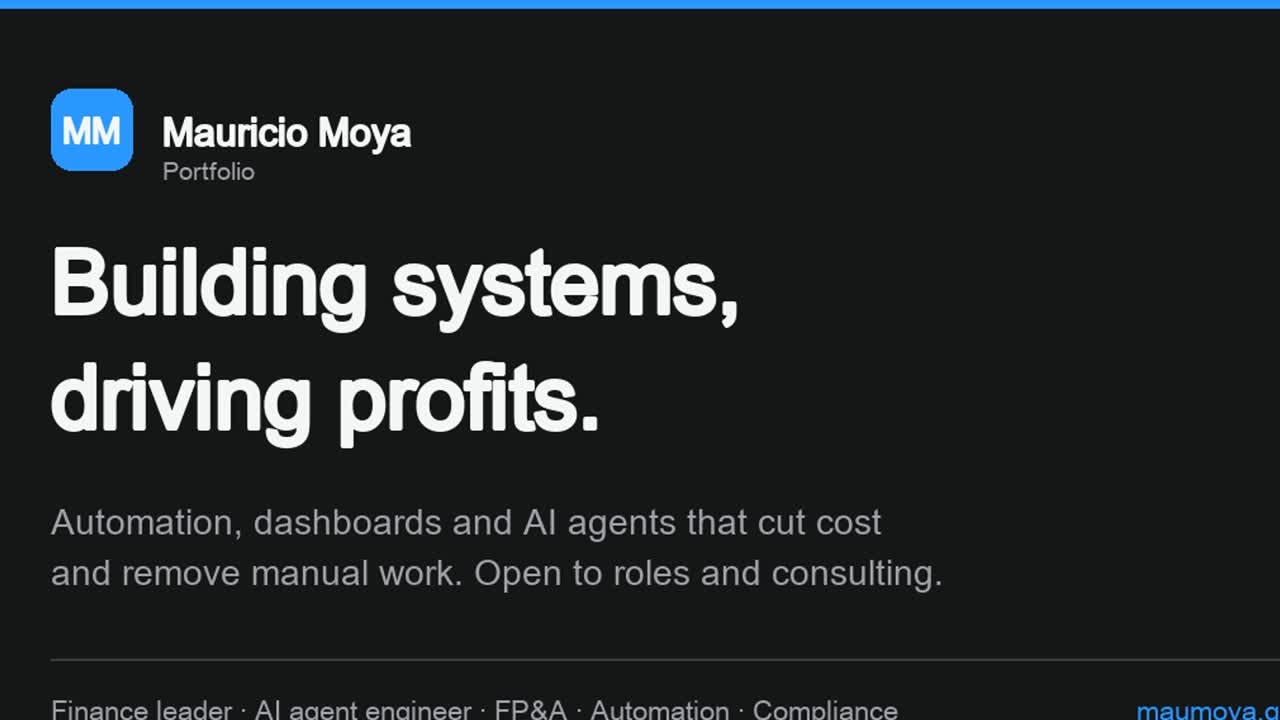 MM
Mauricio Moya
Portfolio
Building systems,
driving profits.
Automation, dashboards and AI agents that cut cost
and remove manual work. Open to roles and consulting.
Finance leader · AI agent engineer · FP&A · Automation · Compliance